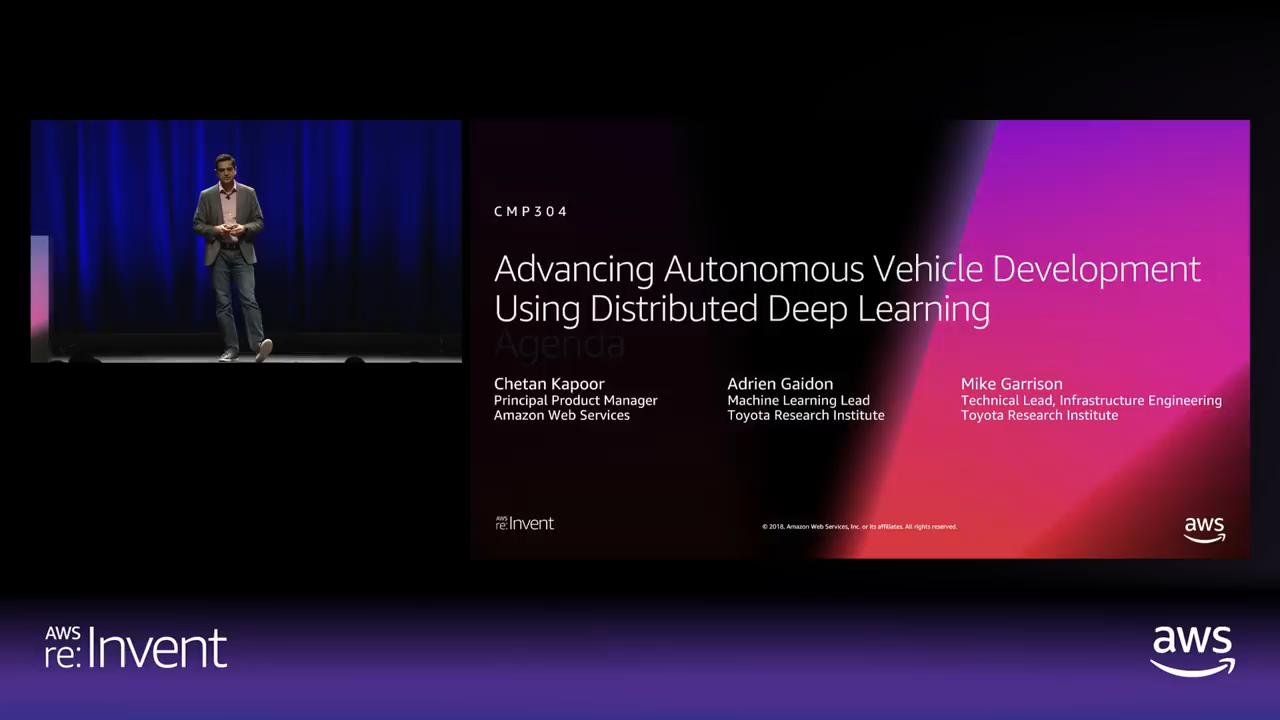 CMP304
Advancing Autonomous Vehicle Development
Using Distributed Deep Learning
Agenda
Chetan Kapoor
Principal Product Manager
Amazon Web Services
Adrien Gaidon
Machine Learning Lead
Toyota Research Institute
Mike Garrison
Technical Lead, Infrastructure Engineering
Toyota Research Institute
AWS
re:Invent
© 2018, Amazon Web Services, Inc. or its affiliates. All rights reserved.
aws
AWS
re:Invent
aws